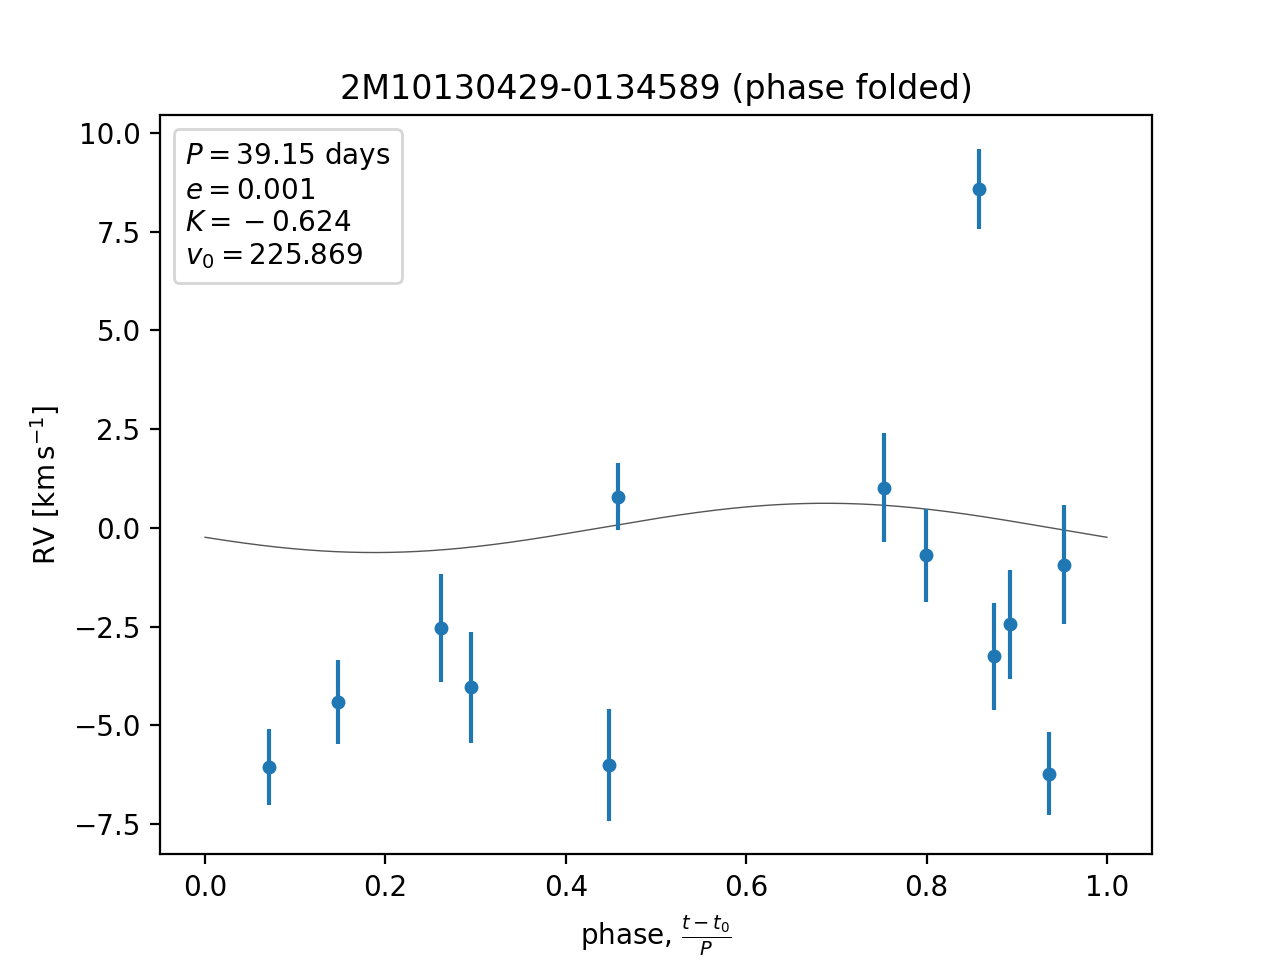 2M10130429-0134589 (phase folded)
P = 39.15 days
e = 0.001
K = −0.624
v₀ = 225.869
RV [km s⁻¹]
10.0
7.5
5.0
2.5
0.0
−2.5
−5.0
−7.5
0.0 0.2 0.4 0.6 0.8 1.0
phase, (t − t₀)/P